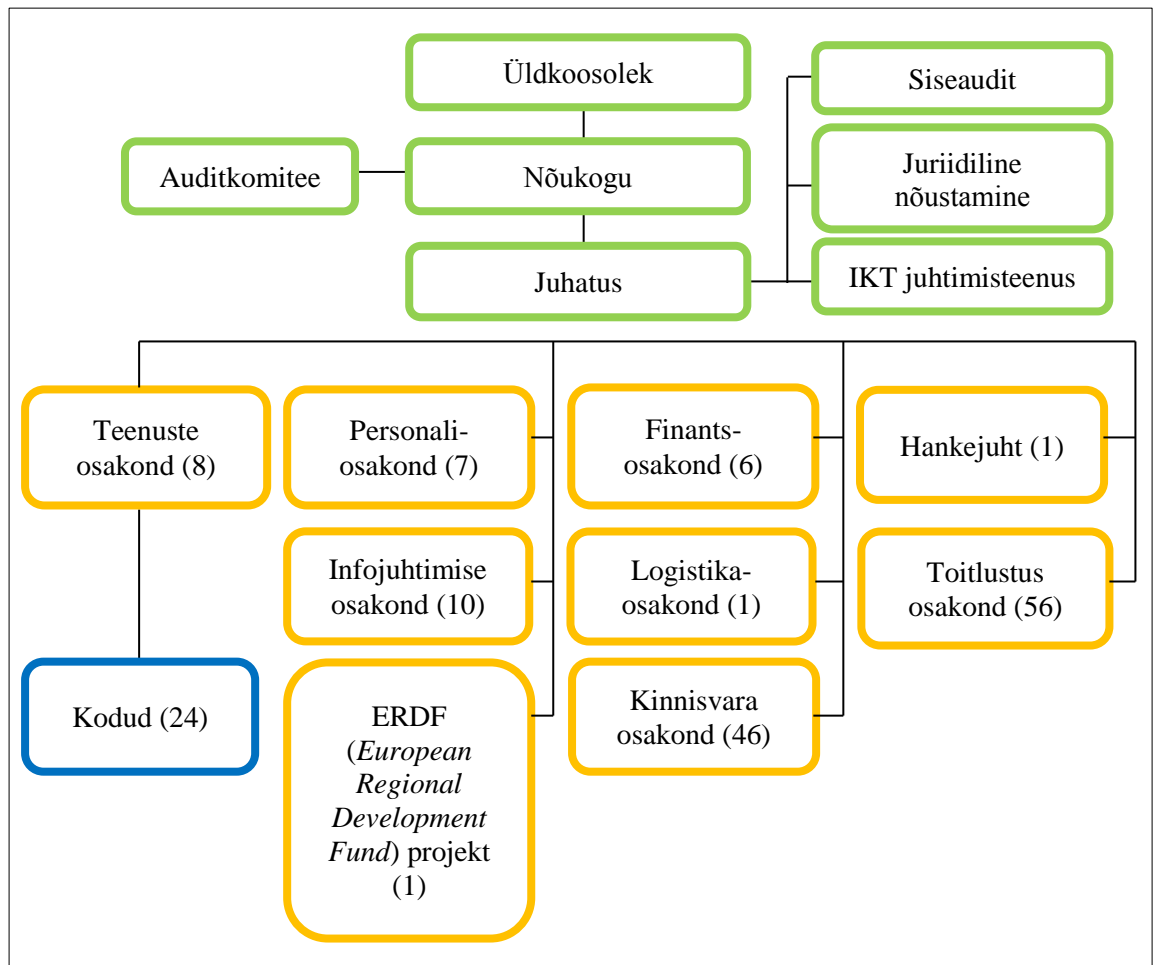 Üldkoosolek
Siseaudit
Auditkomitee
Nõukogu
Juriidiline
nõustamine
Juhatus
IKT juhtimisteenus
Teenuste
osakond (8)
Personali-
osakond (7)
Finants-
osakond (6)
Hankejuht (1)
Infojuhtimise
osakond (10)
Logistika-
osakond (1)
Toitlustus
osakond (56)
Kodud (24)
ERDF
(European
Regional
Development
Fund) projekt
(1)
Kinnisvara
osakond (46)